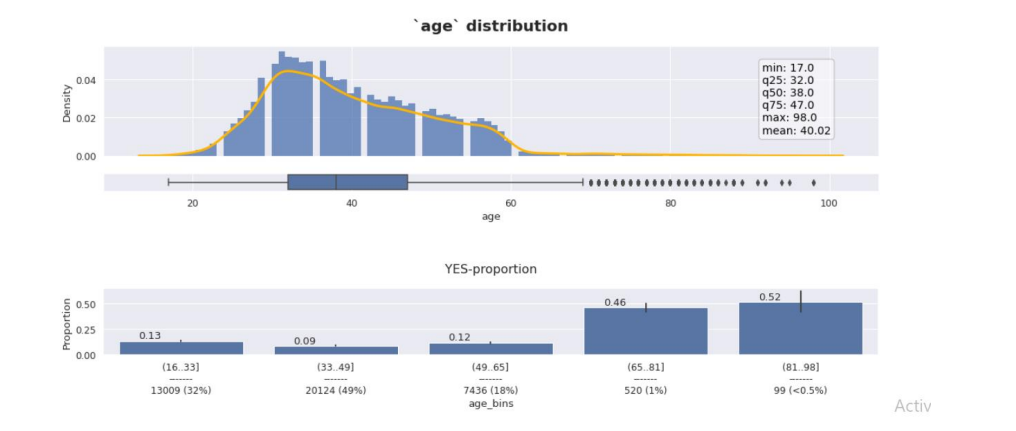 `age` distribution
0.04
0.02
0.00
Density
min: 17.0
q25: 32.0
q50: 38.0
q75: 47.0
max: 98.0
mean: 40.02
20 40 60 80 100
age
YES-proportion
0.50
0.25
0.00
Proportion
0.13 0.09 0.12 0.46 0.52
(16..33] (33..49] (49..65] (65..81] (81..98]
------- ------- ------- ------- -------
13009 (32%) 20124 (49%) 7436 (18%) 520 (1%) 99 (<0.5%)
age_bins
Activ